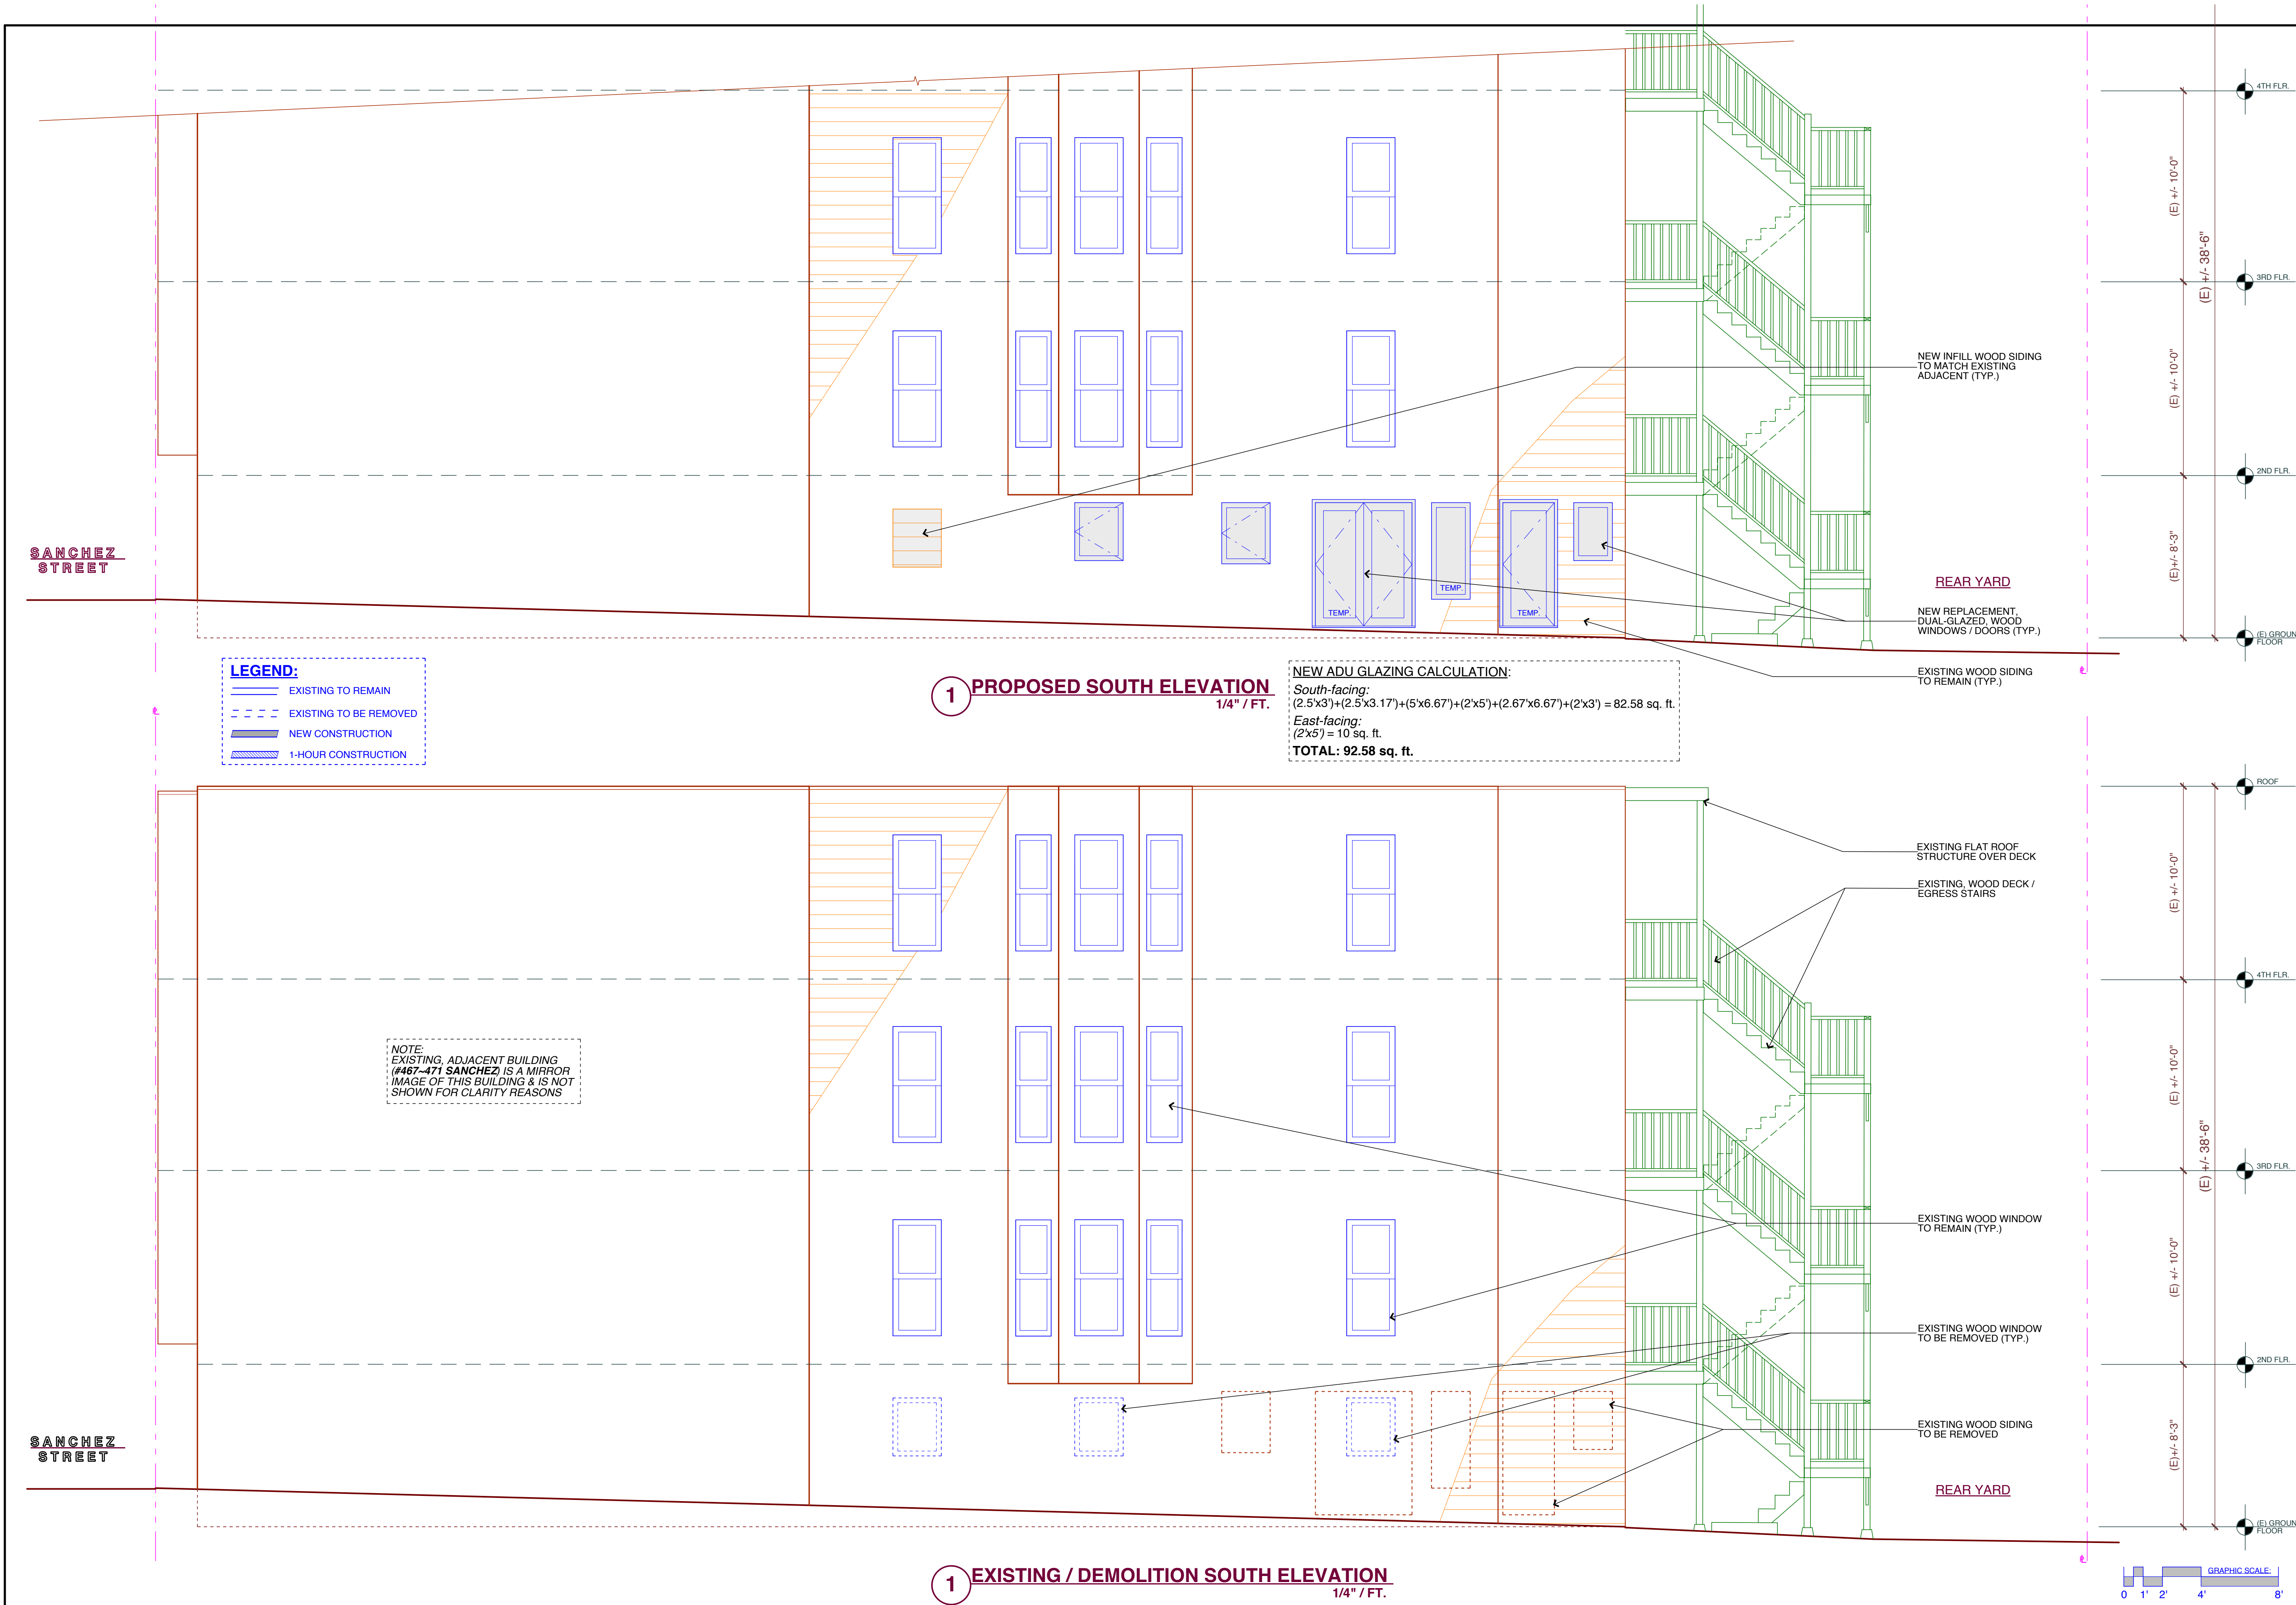 4TH FLR.
(E) +/- 10'-0"
(E) +/- 38'-6"
3RD FLR.
(E) +/- 10'-0"
NEW INFILL WOOD SIDING
TO MATCH EXISTING
ADJACENT (TYP.)
2ND FLR.
(E)+/- 8'-3"
SANCHEZ
STREET
TEMP.
TEMP.
TEMP.
REAR YARD
NEW REPLACEMENT,
DUAL-GLAZED, WOOD
WINDOWS / DOORS (TYP.)
(E) GROUN
FLOOR
EXISTING WOOD SIDING
TO REMAIN (TYP.)
LEGEND:
EXISTING TO REMAIN
EXISTING TO BE REMOVED
NEW CONSTRUCTION
1-HOUR CONSTRUCTION
1 PROPOSED SOUTH ELEVATION
1/4" / FT.
NEW ADU GLAZING CALCULATION:
South-facing:
(2.5'x3')+(2.5'x3.17')+(5'x6.67')+(2'x5')+(2.67'x6.67')+(2'x3') = 82.58 sq. ft.
East-facing:
(2'x5') = 10 sq. ft.
TOTAL: 92.58 sq. ft.
ROOF
EXISTING FLAT ROOF
STRUCTURE OVER DECK
EXISTING, WOOD DECK /
EGRESS STAIRS
(E) +/- 10'-0"
4TH FLR.
NOTE:
EXISTING, ADJACENT BUILDING
(#467~471 SANCHEZ) IS A MIRROR
IMAGE OF THIS BUILDING & IS NOT
SHOWN FOR CLARITY REASONS
(E) +/- 10'-0"
(E) +/- 38'-6"
3RD FLR.
EXISTING WOOD WINDOW
TO REMAIN (TYP.)
(E) +/- 10'-0"
EXISTING WOOD WINDOW
TO BE REMOVED (TYP.)
2ND FLR.
EXISTING WOOD SIDING
TO BE REMOVED
(E)+/- 8'-3"
SANCHEZ
STREET
REAR YARD
(E) GROUN
FLOOR
1 EXISTING / DEMOLITION SOUTH ELEVATION
1/4" / FT.
GRAPHIC SCALE:
0 1' 2' 4' 8'